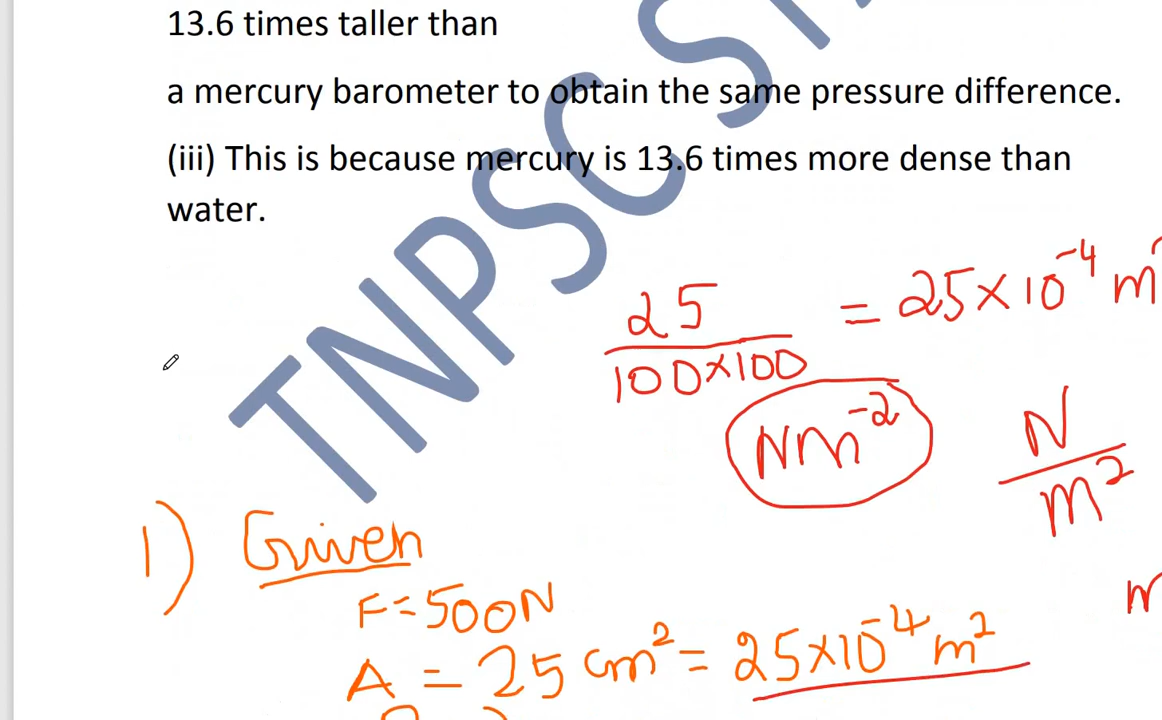 13.6 times taller than
a mercury barometer to obtain the same pressure difference.
(iii) This is because mercury is 13.6 times more dense than
water.
TNPSC
25/100×100 = 25×10⁻⁴ m
Nm⁻²
N/m²
1) Given
F=500N
A = 25 cm² = 25×10⁻⁴ m²